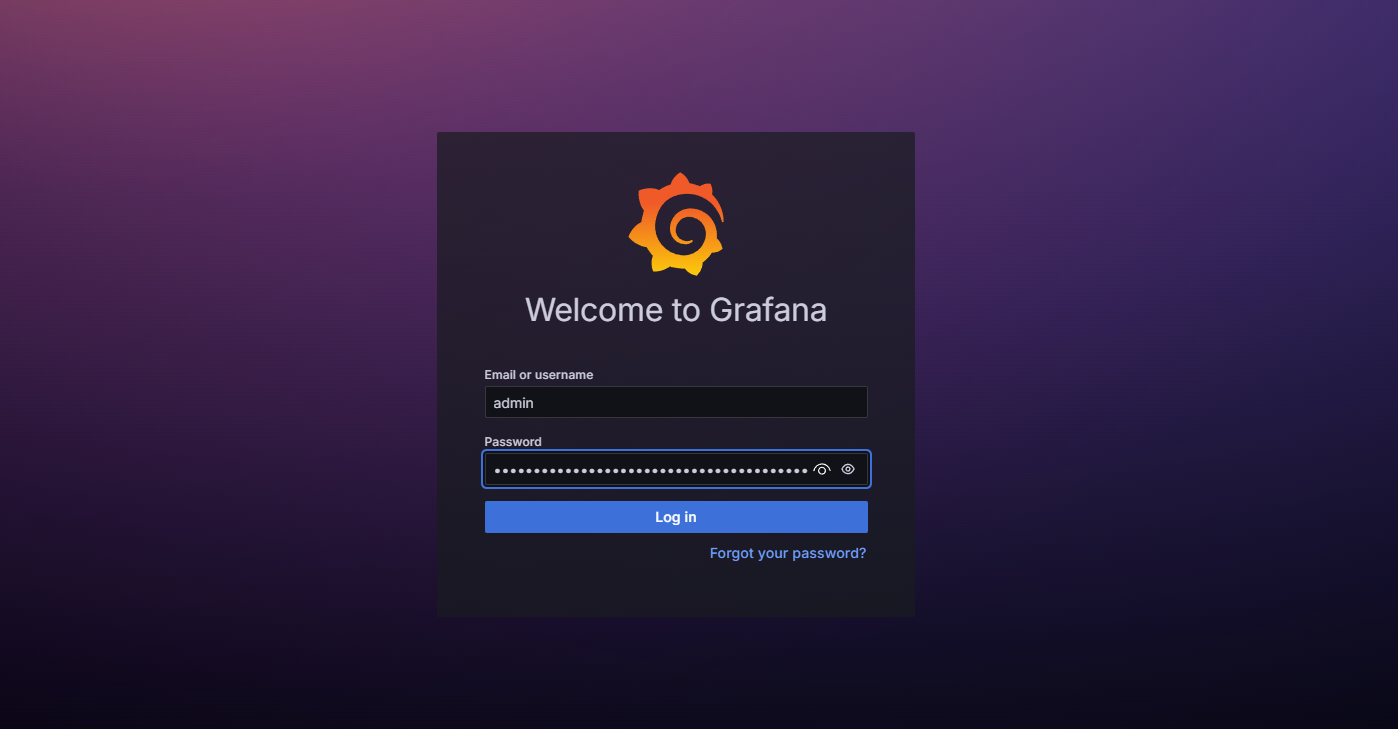 Welcome to Grafana
Email or username
admin
Password
••••••••••••••••••••••••••••••••••••••••
Log in
Forgot your password?